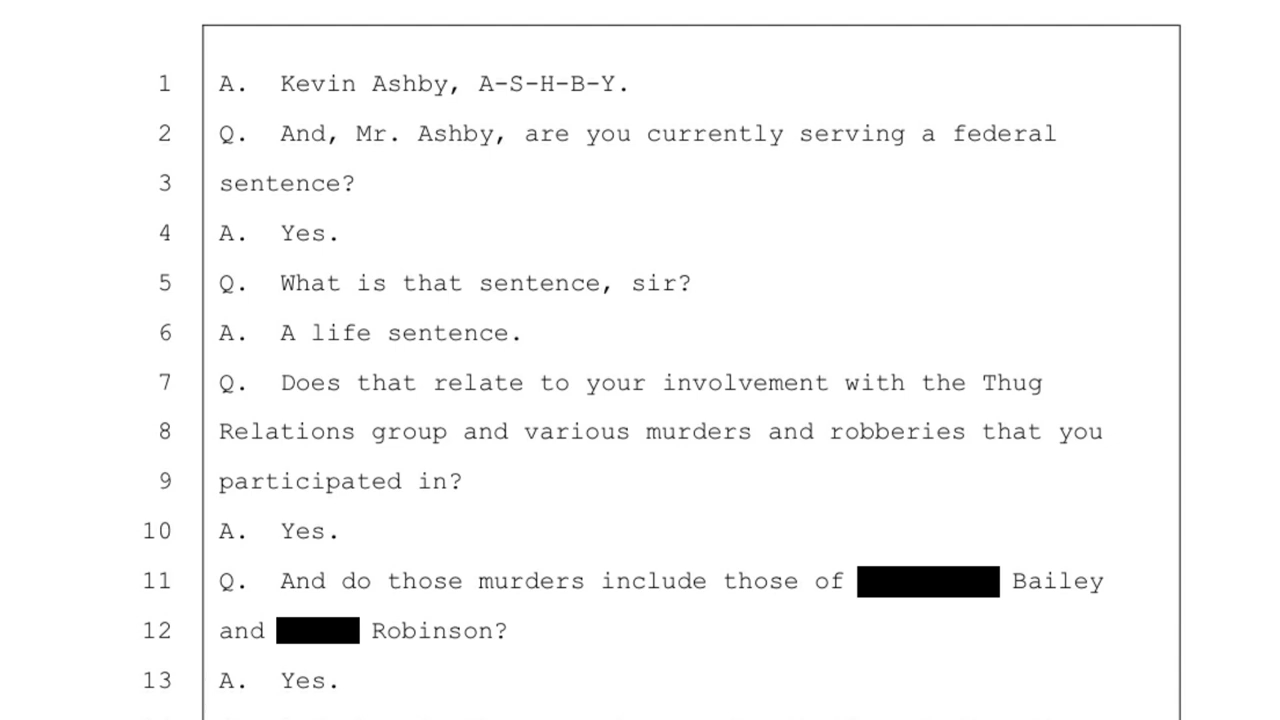 1 A. Kevin Ashby, A-S-H-B-Y.
2 Q. And, Mr. Ashby, are you currently serving a federal
3 sentence?
4 A. Yes.
5 Q. What is that sentence, sir?
6 A. A life sentence.
7 Q. Does that relate to your involvement with the Thug
8 Relations group and various murders and robberies that you
9 participated in?
10 A. Yes.
11 Q. And do those murders include those of Bailey
12 and Robinson?
13 A. Yes.